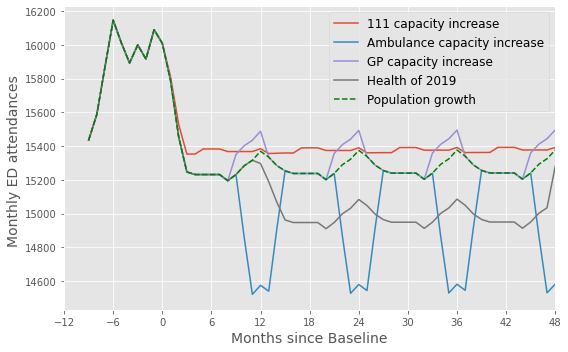 16200
16000
15800
15600
15400
15200
15000
14800
14600
Monthly ED attendances
111 capacity increase
Ambulance capacity increase
GP capacity increase
Health of 2019
Population growth
−12 −6 0 6 12 18 24 30 36 42 48
Months since Baseline